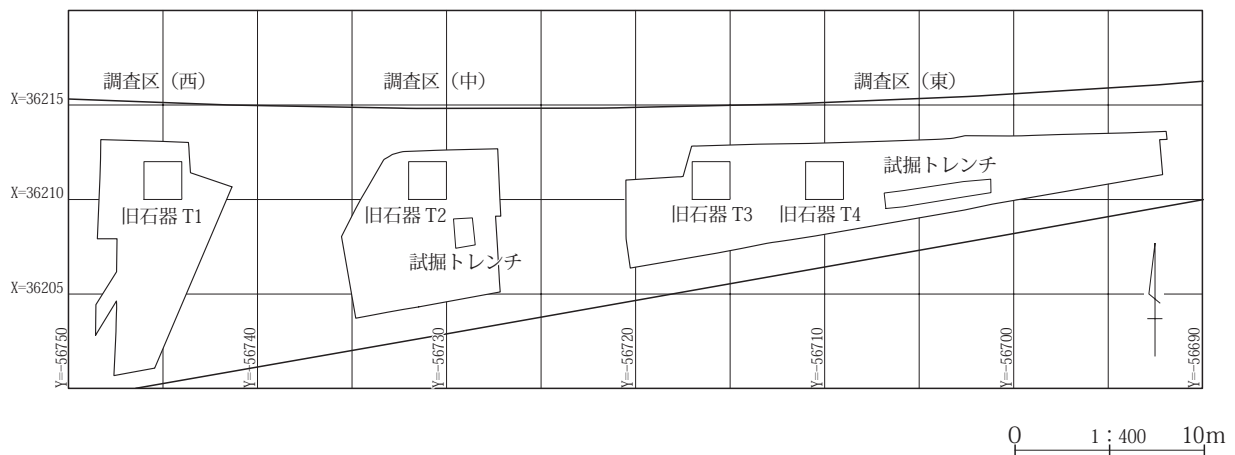 調査区（西）
調査区（中）
調査区（東）
X=36215
試掘トレンチ
X=36210
旧石器 T1
旧石器 T2
旧石器 T3
旧石器 T4
試掘トレンチ
X=36205
Y=-56750
Y=-56740
Y=-56730
Y=-56720
Y=-56710
Y=-56700
Y=-56690
0 1：400 10m